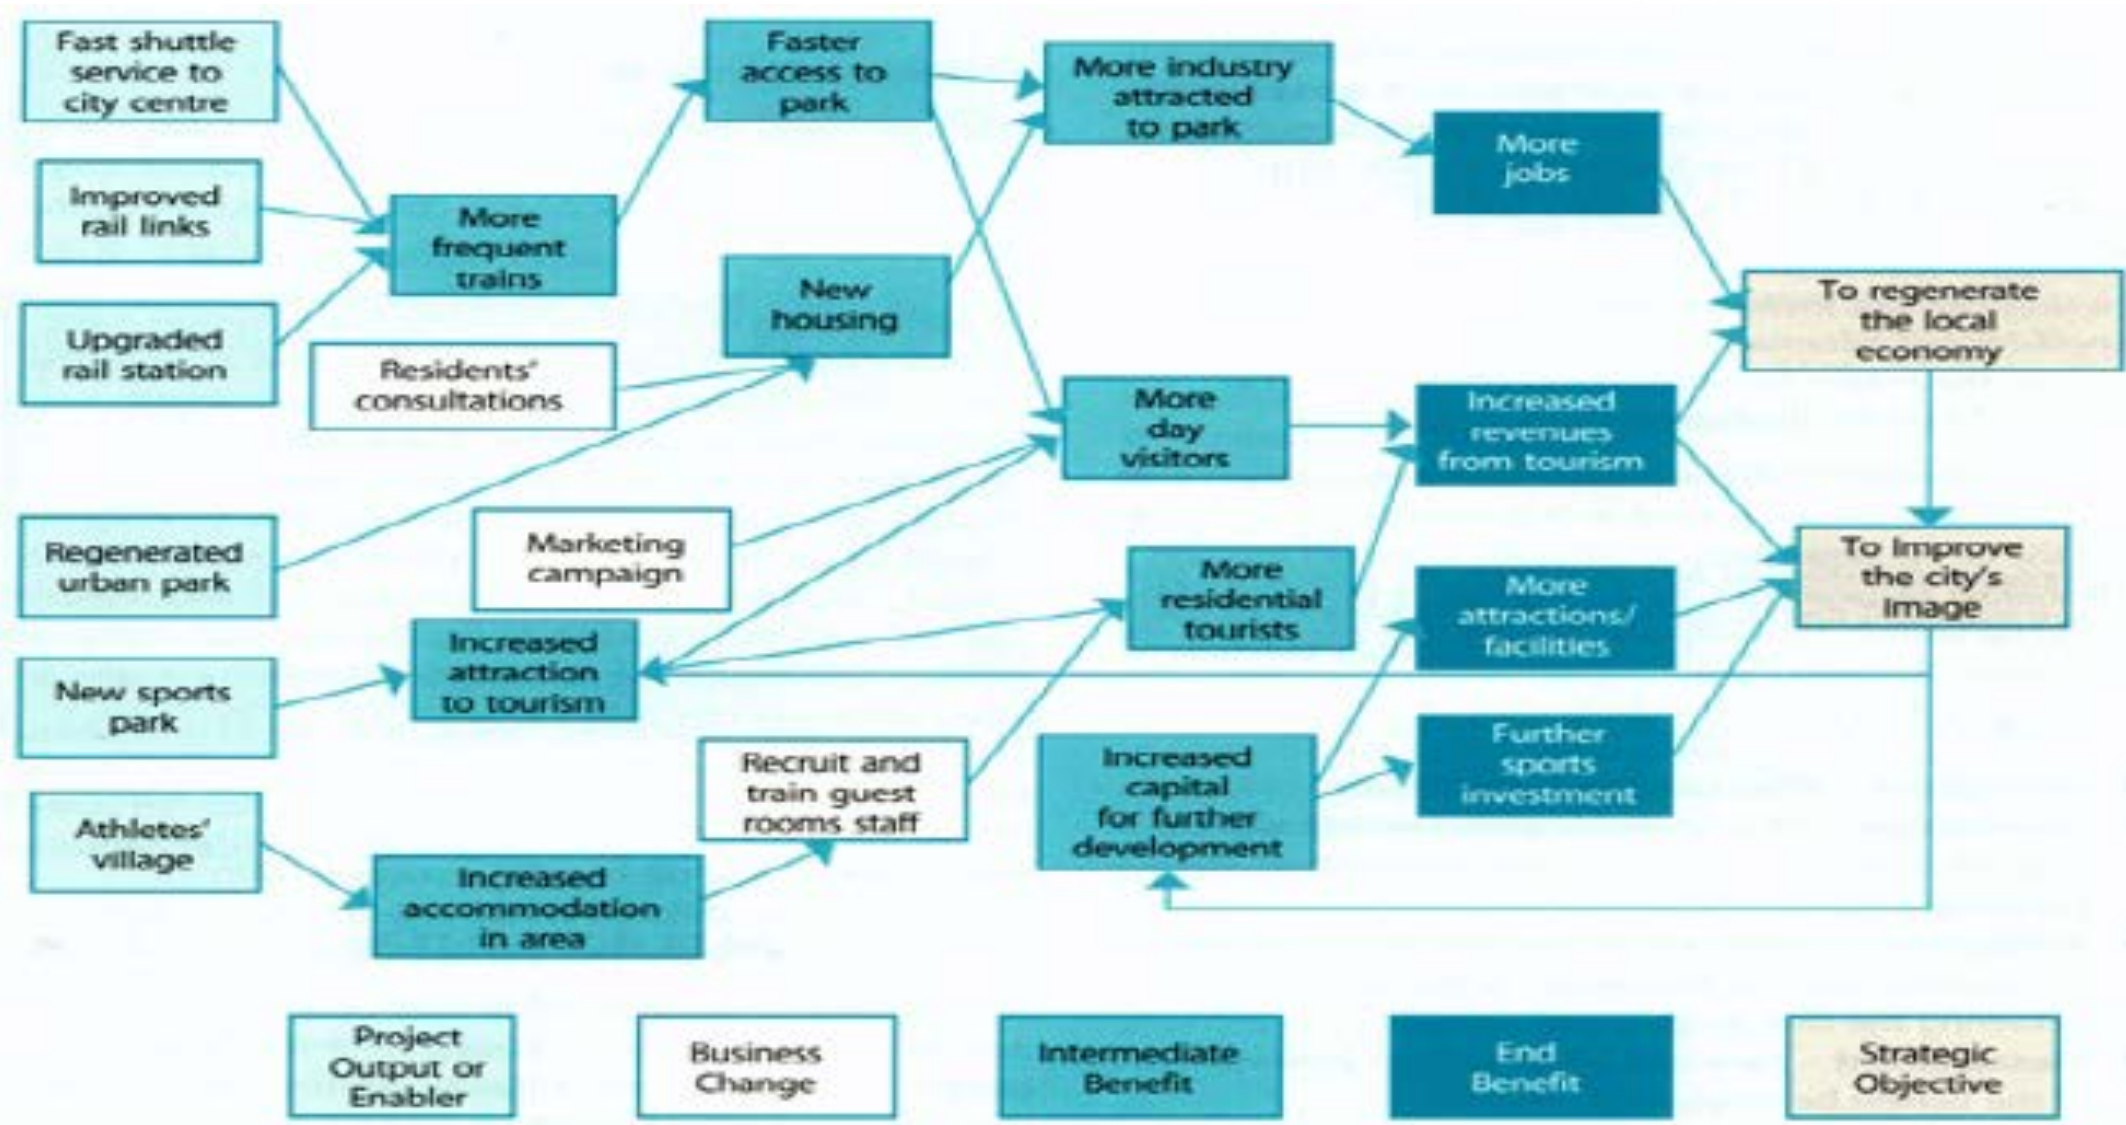 Fast shuttle
service to
city centre
Improved
rail links
Upgraded
rail station
Regenerated
urban park
New sports
park
Athletes'
village
More
frequent
trains
Residents'
consultations
Marketing
campaign
Increased
attraction
to tourism
Increased
accommodation
in area
Faster
access to
park
New
housing
Recruit and
train guest
rooms staff
More industry
attracted
to park
More
day
visitors
More
residential
tourists
Increased
capital
for further
development
More
jobs
Increased
revenues
from tourism
More
attractions/
facilities
Further
sports
investment
To regenerate
the local
economy
To Improve
the city's
Image
Project
Output or
Enabler
Business
Change
Intermediate
Benefit
End
Benefit
Strategic
Objective